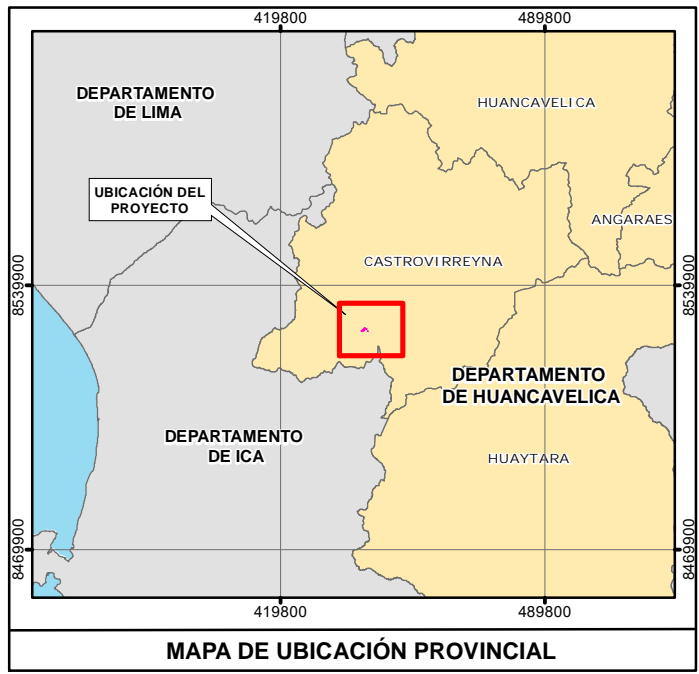 419800
489800
DEPARTAMENTO
DE LIMA
HUANCAVELICA
UBICACIÓN DEL
PROYECTO
ANGARAES
CASTROVIRREYNA
8539900
8539900
DEPARTAMENTO
DE HUANCAVELICA
DEPARTAMENTO
DE ICA
HUAYTARA
8469900
8469900
419800
489800
MAPA DE UBICACIÓN PROVINCIAL